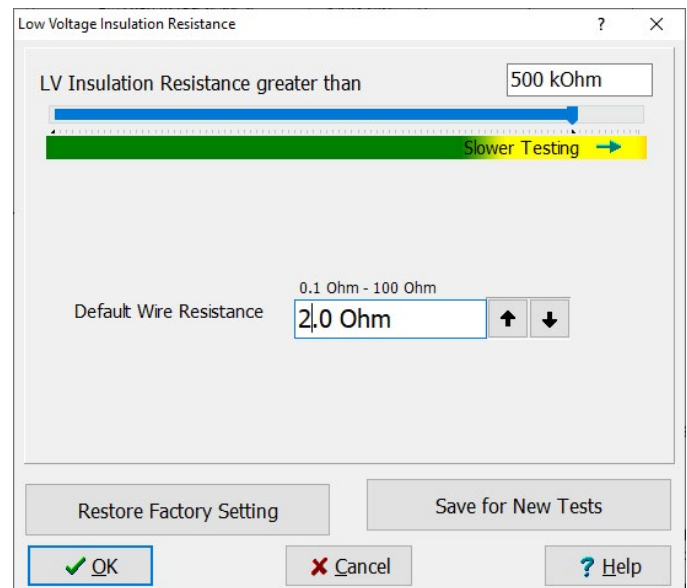 Low Voltage Insulation Resistance ? ×
LV Insulation Resistance greater than 500 kOhm
Slower Testing
0.1 Ohm - 100 Ohm
Default Wire Resistance 2.0 Ohm
Restore Factory Setting Save for New Tests
OK Cancel ? Help